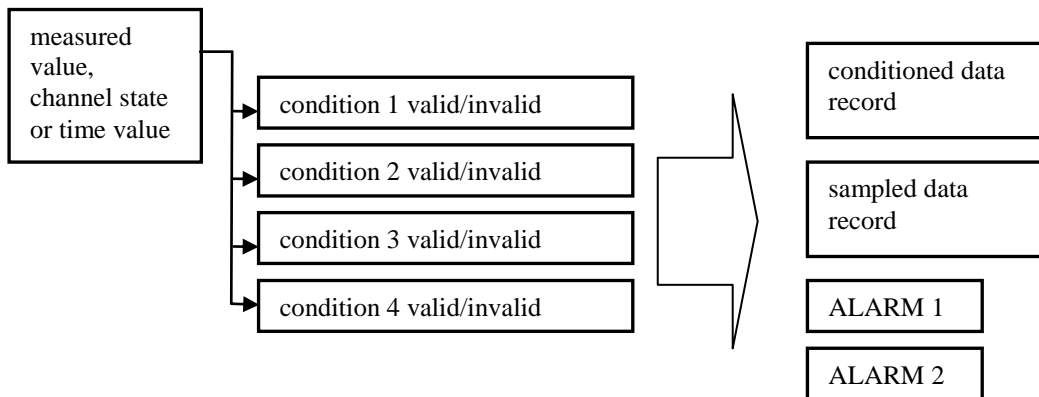 measured
value,
channel state
or time value
condition 1 valid/invalid
condition 2 valid/invalid
condition 3 valid/invalid
condition 4 valid/invalid
conditioned data
record
sampled data
record
ALARM 1
ALARM 2